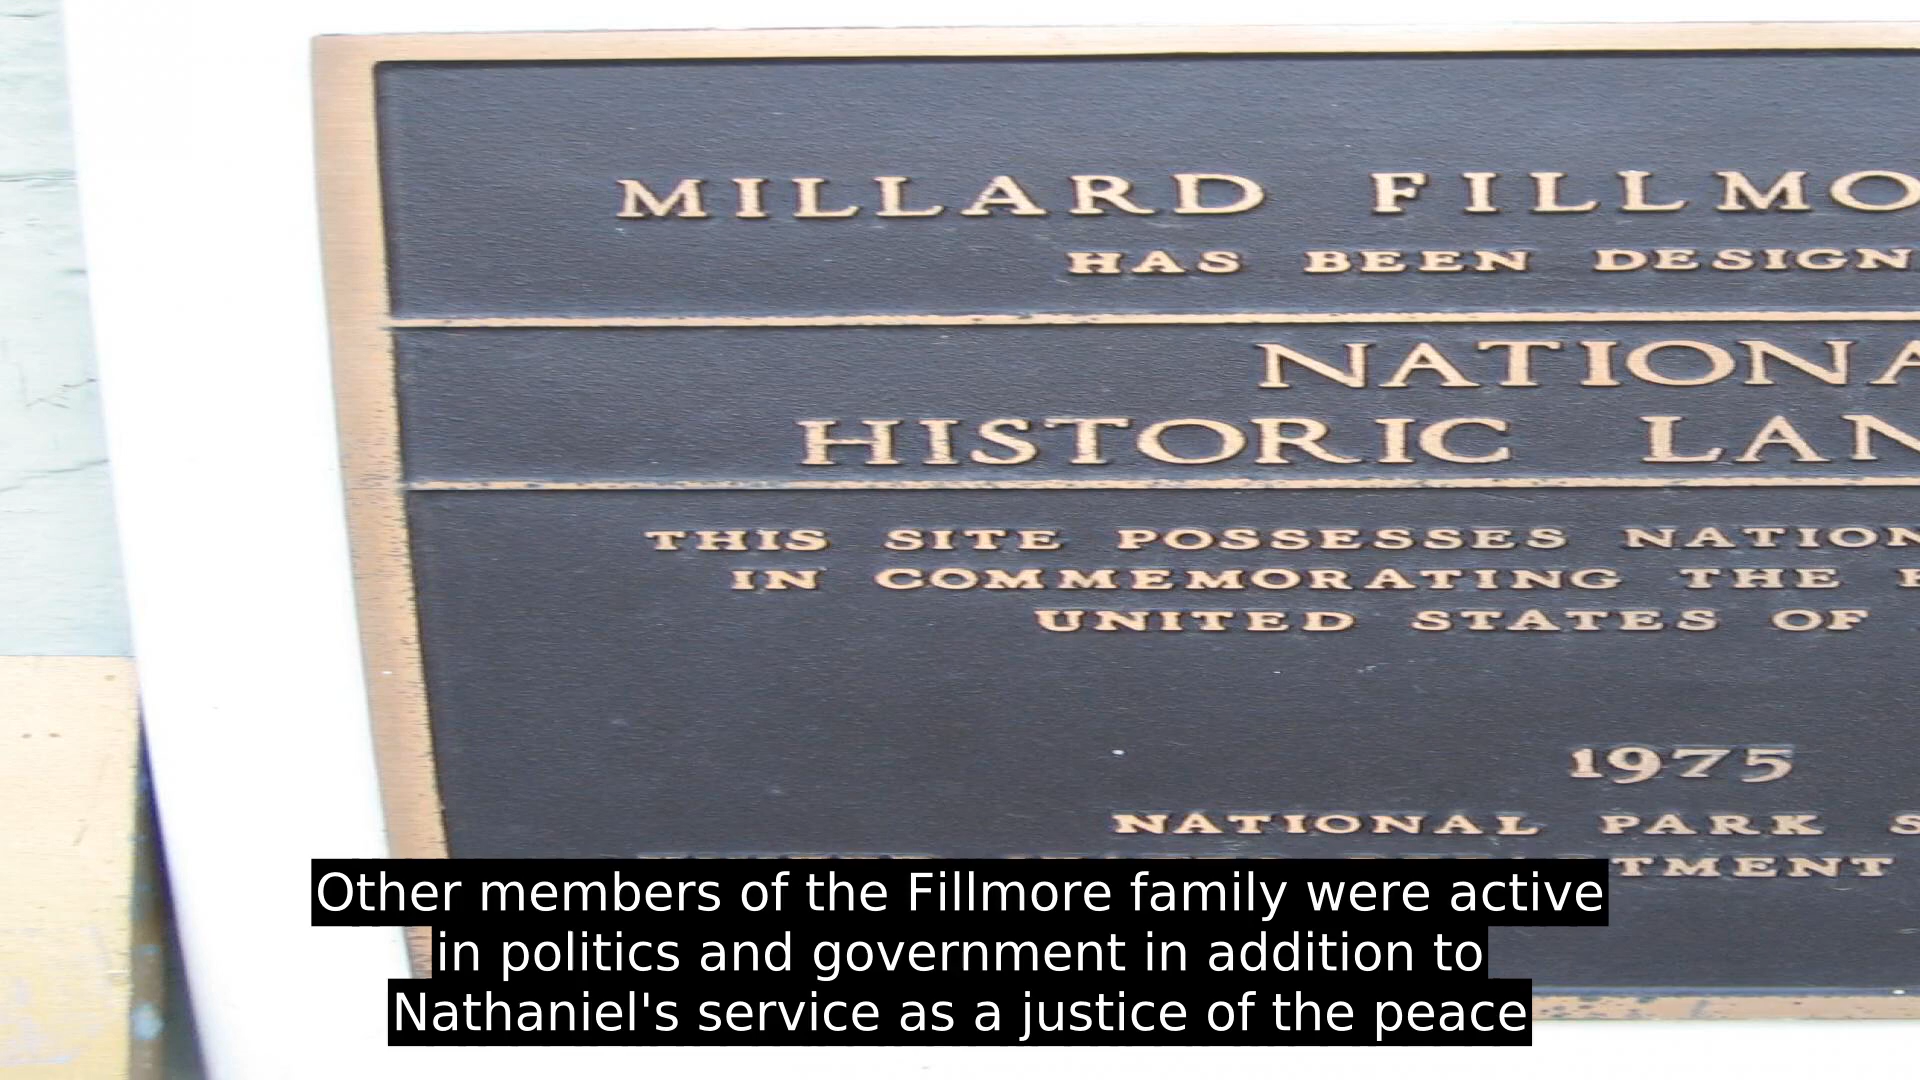 MILLARD FILLMO
HAS BEEN DESIGN
NATIONA
HISTORIC LAN
THIS SITE POSSESSES NATION
IN COMMEMORATING THE
UNITED STATES OF
1975
NATIONAL PARK S
TMENT
Other members of the Fillmore family were active
in politics and government in addition to
Nathaniel's service as a justice of the peace